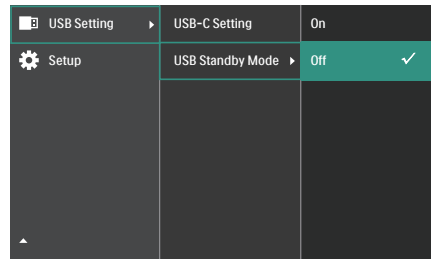 USB Setting
Setup
USB-C Setting
USB Standby Mode
On
Off